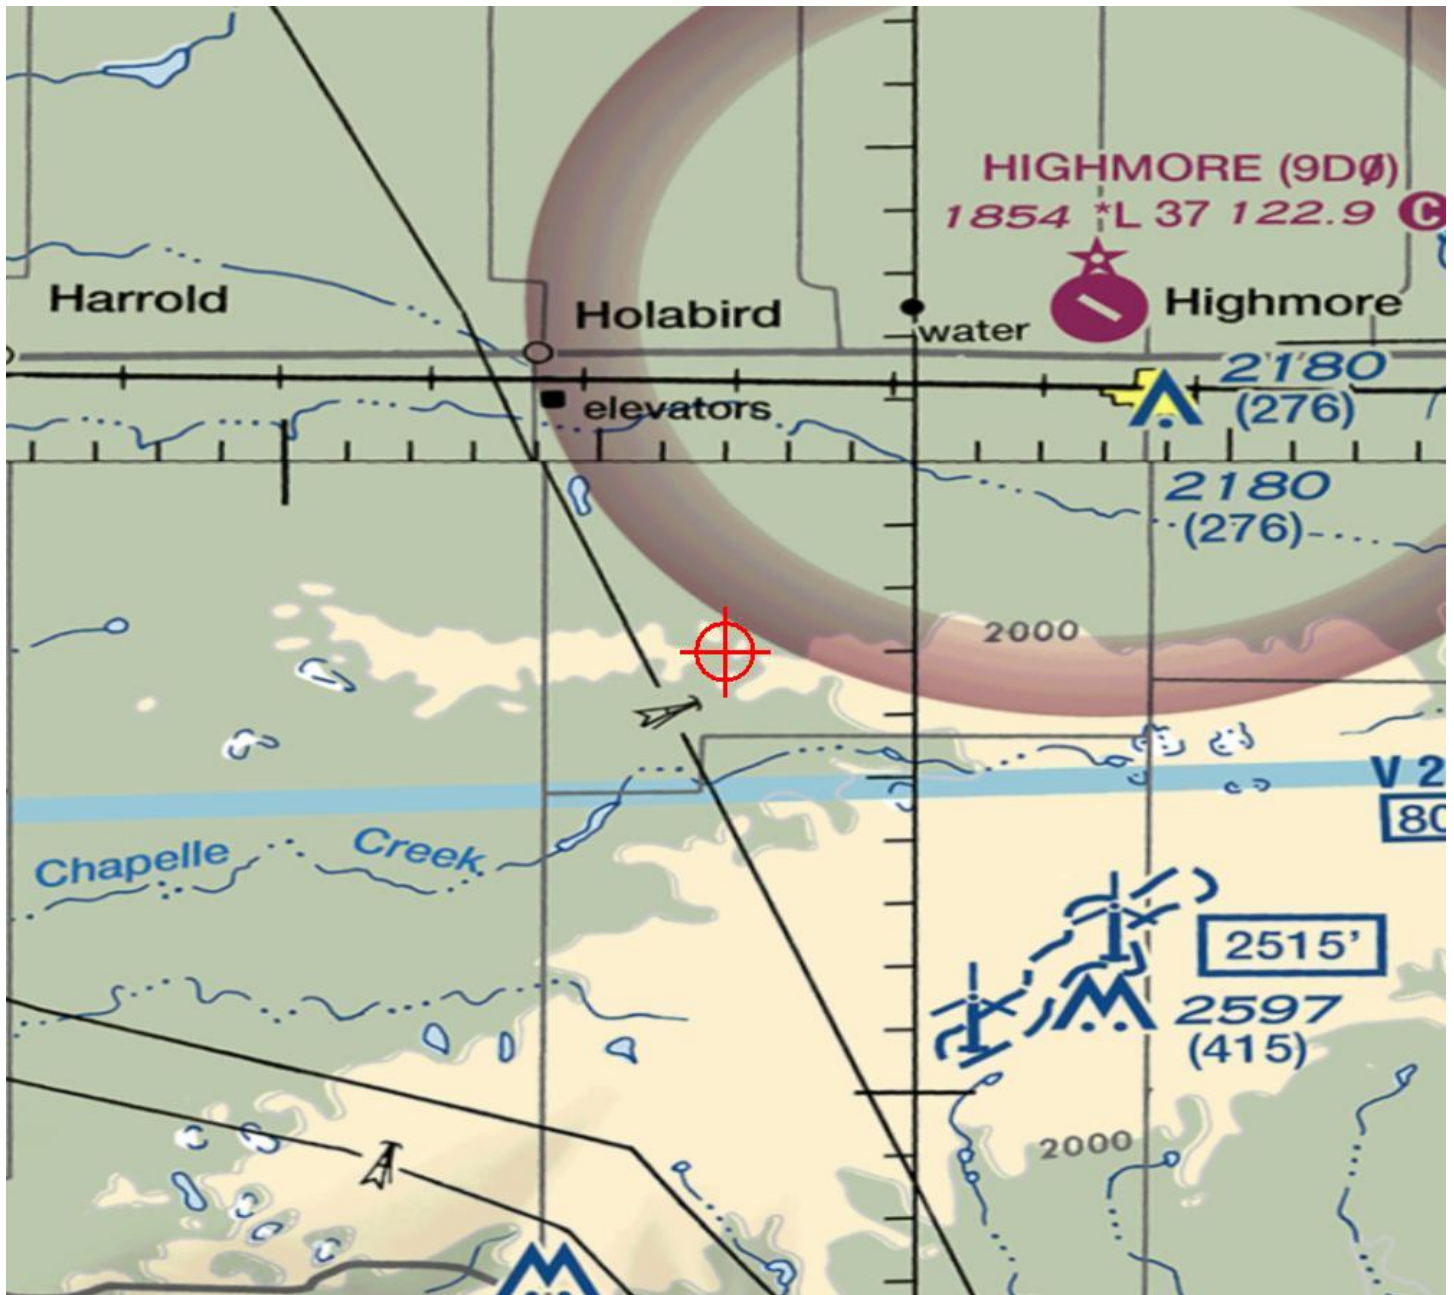 HIGHMORE (9DØ)
1854 *L 37 122.9 C
Harrold
Holabird
Highmore
water
2180
(276)
elevators
2180
(276)
2000
V 2
80
Chapelle Creek
2515'
2597
(415)
2000